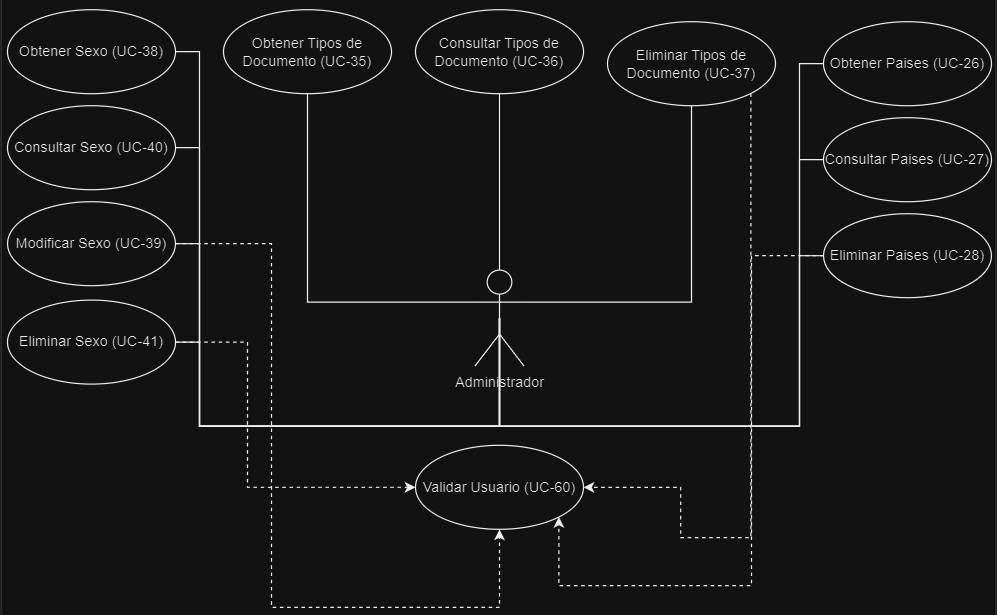 Obtener Sexo (UC-38)
Obtener Tipos de
Documento (UC-35)
Consultar Tipos de
Documento (UC-36)
Eliminar Tipos de
Documento (UC-37)
Obtener Paises (UC-26)
Consultar Sexo (UC-40)
Consultar Paises (UC-27)
Modificar Sexo (UC-39)
Eliminar Paises (UC-28)
Eliminar Sexo (UC-41)
Administrador
Validar Usuario (UC-60)